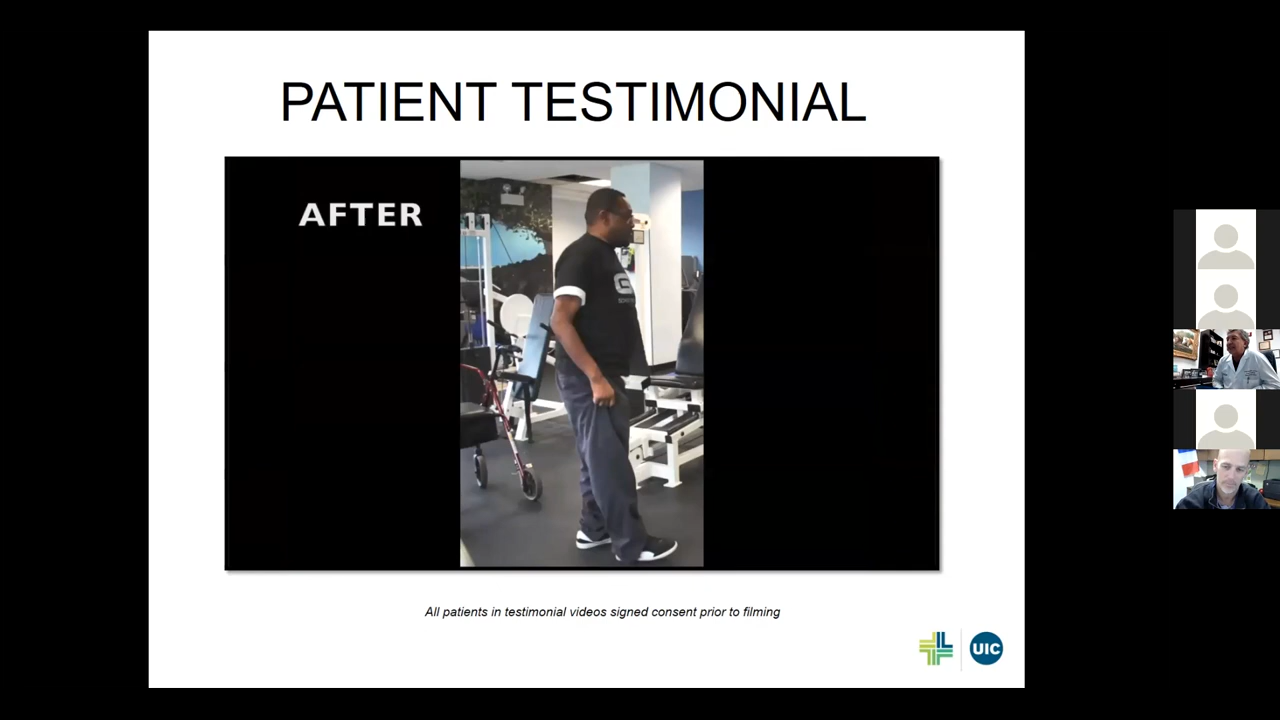 PATIENT TESTIMONIAL
AFTER
G
All patients in testimonial videos signed consent prior to filming
UIC